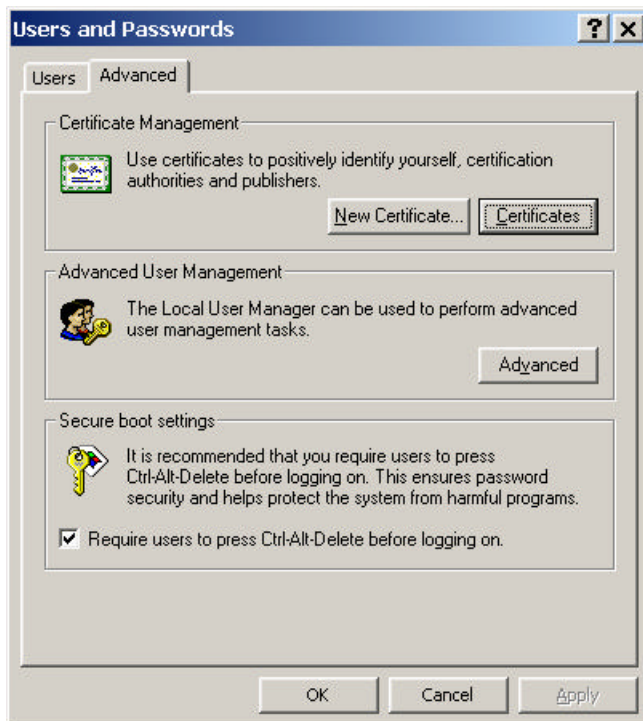 Users and Passwords
Users Advanced
Certificate Management
Use certificates to positively identify yourself, certification
authorities and publishers.
New Certificate... Certificates
Advanced User Management
The Local User Manager can be used to perform advanced
user management tasks.
Advanced
Secure boot settings
It is recommended that you require users to press
Ctrl-Alt-Delete before logging on. This ensures password
security and helps protect the system from harmful programs.
Require users to press Ctrl-Alt-Delete before logging on.
OK Cancel Apply